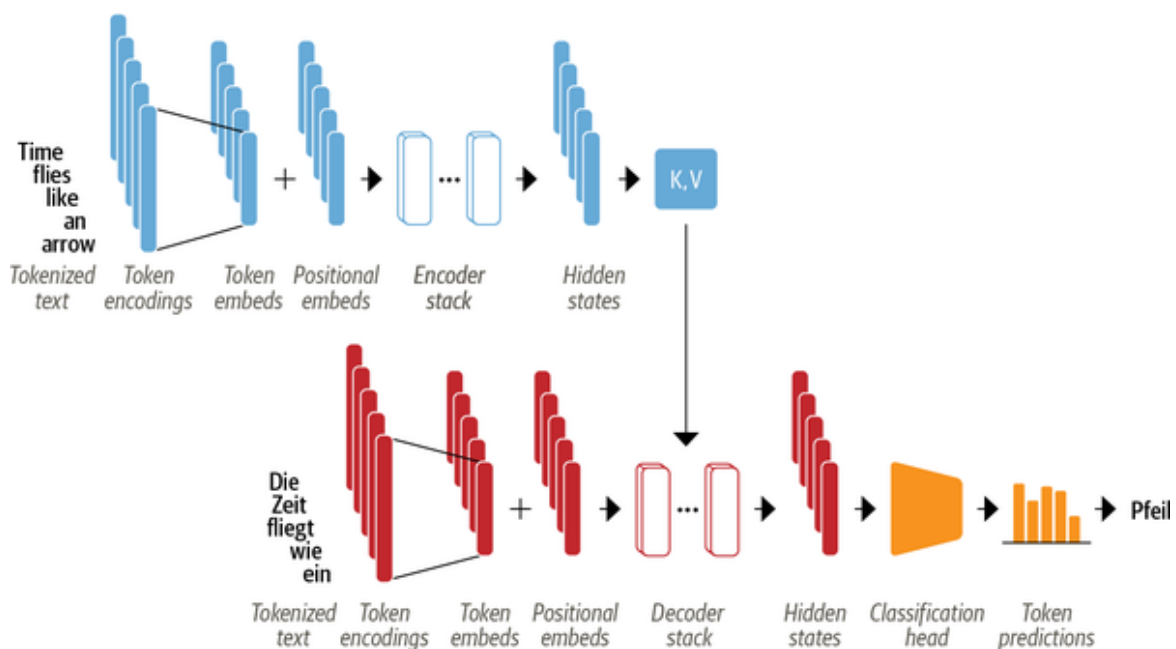 Time
flies
like
an
arrow
K,V
Tokenized text
Token encodings
Token embeds
Positional embeds
Encoder stack
Hidden states
Die
Zeit
fliegt
wie
ein
+
...
Pfeil
Tokenized text
Token encodings
Token embeds
Positional embeds
Decoder stack
Hidden states
Classification head
Token predictions